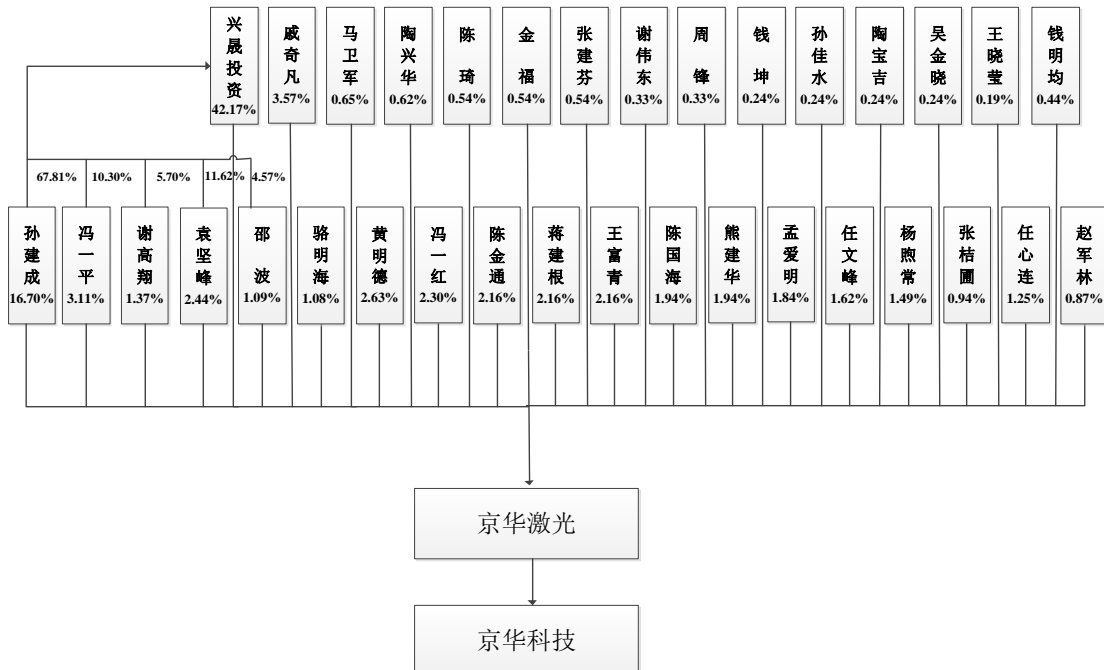 兴晟投资 42.17%
戚奇凡 3.57%
马卫军 0.65%
陶兴华 0.62%
陈琦 0.54%
金福 0.54%
张建芬 0.54%
谢伟东 0.33%
周锋 0.33%
钱坤 0.24%
孙佳水 0.24%
陶宝吉 0.24%
吴金晓 0.24%
王晓莹 0.19%
钱明均 0.44%
67.81% 10.30% 5.70% 11.62% 4.57%
孙建成 16.70%
冯一平 3.11%
谢高翔 1.37%
袁坚峰 2.44%
邵波 1.09%
骆明海 1.08%
黄明德 2.63%
冯一红 2.30%
陈金通 2.16%
蒋建根 2.16%
王富青 2.16%
陈国海 1.94%
熊建华 1.94%
孟爱明 1.84%
任文峰 1.62%
杨煦常 1.49%
张桔圃 0.94%
任心连 1.25%
赵军林 0.87%
京华激光
京华科技